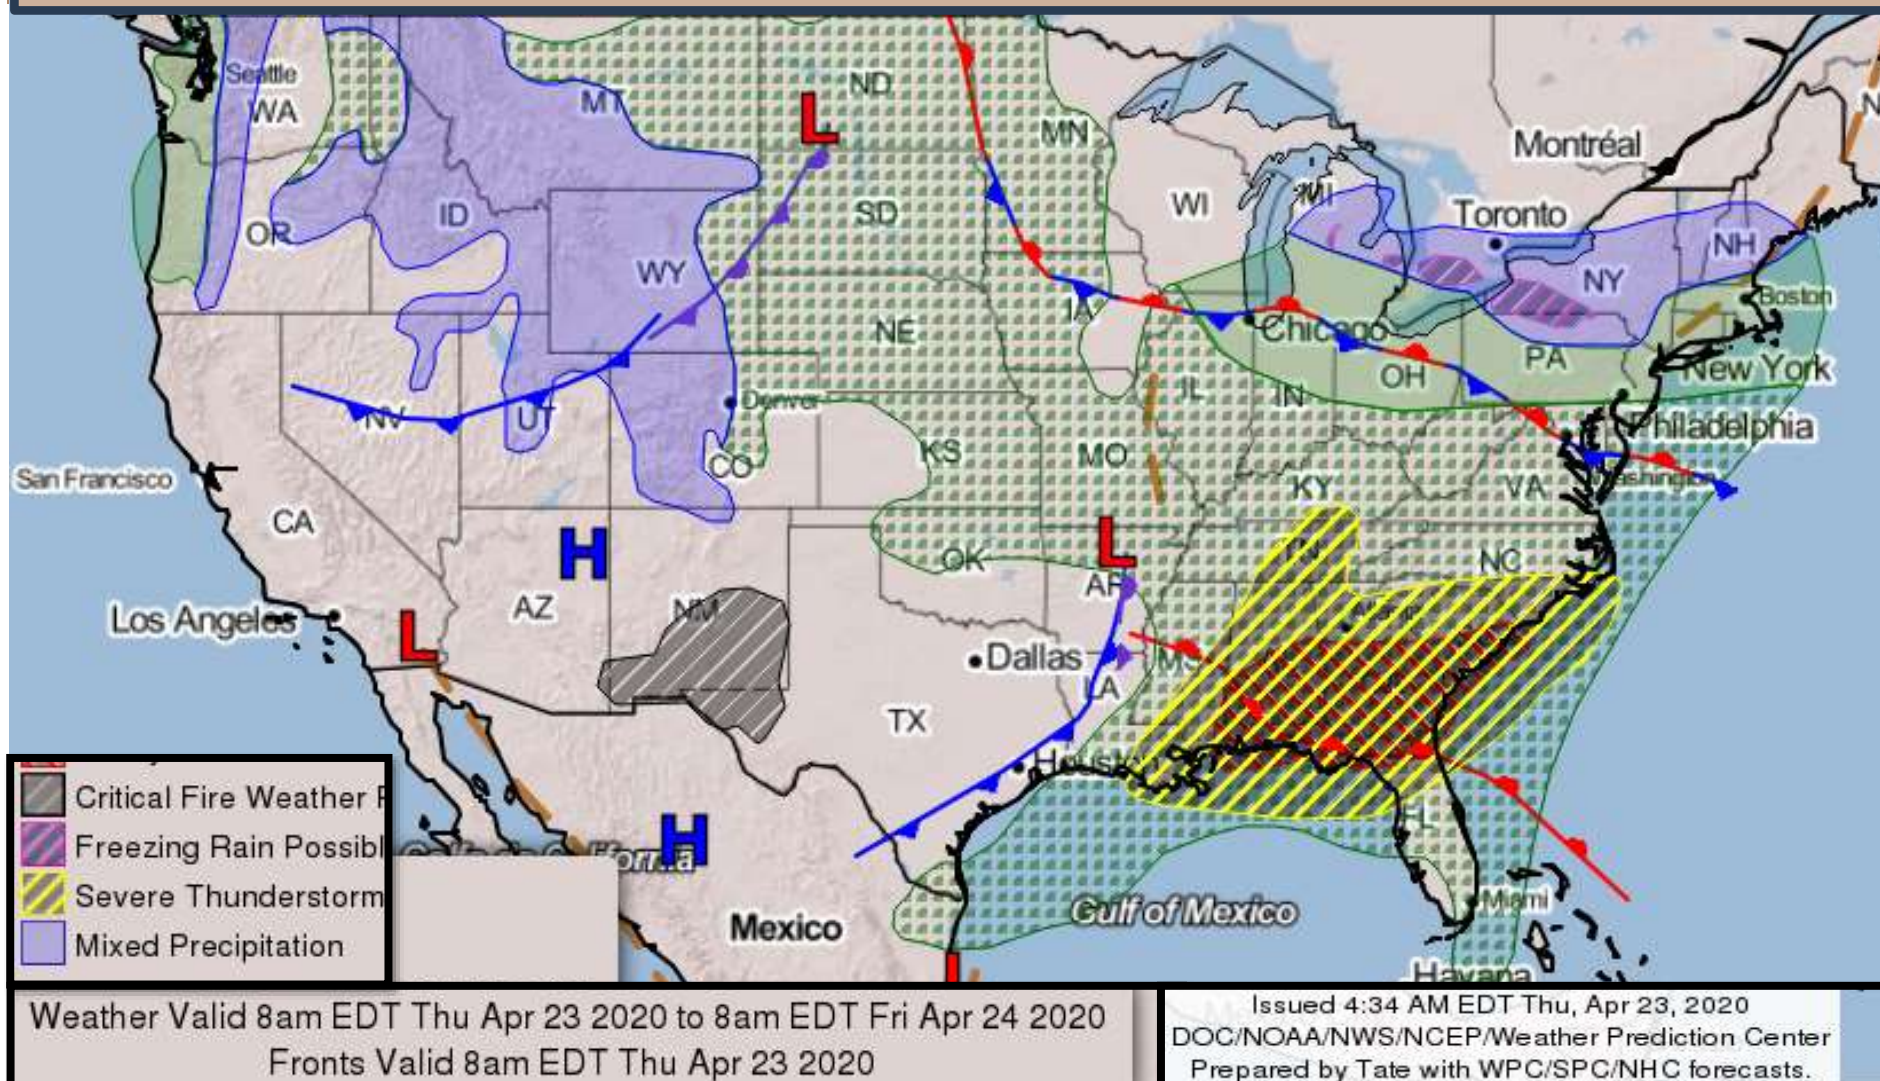 Seattle
WA
MT
ND
MN
Montréal
OR
ID
SD
WI
MI
Toronto
NH
WY
NY
L
NE
IA
Chicago
Boston
PA
New York
NV
UT
Denver
IL
IN
OH
Philadelphia
San Francisco
CO
KS
MO
KY
VA
CA
H
OK
L
TN
NC
AR
Los Angeles
L
AZ
NM
Dallas
MS
LA
TX
Houston
FL
H
Miami
Mexico
Gulf of Mexico
Havana
Critical Fire Weather
Freezing Rain Possibl
Severe Thunderstorm
Mixed Precipitation
Weather Valid 8am EDT Thu Apr 23 2020 to 8am EDT Fri Apr 24 2020
Fronts Valid 8am EDT Thu Apr 23 2020
Issued 4:34 AM EDT Thu, Apr 23, 2020
DOC/NOAA/NWS/NCEP/Weather Prediction Center
Prepared by Tate with WPC/SPC/NHC forecasts.